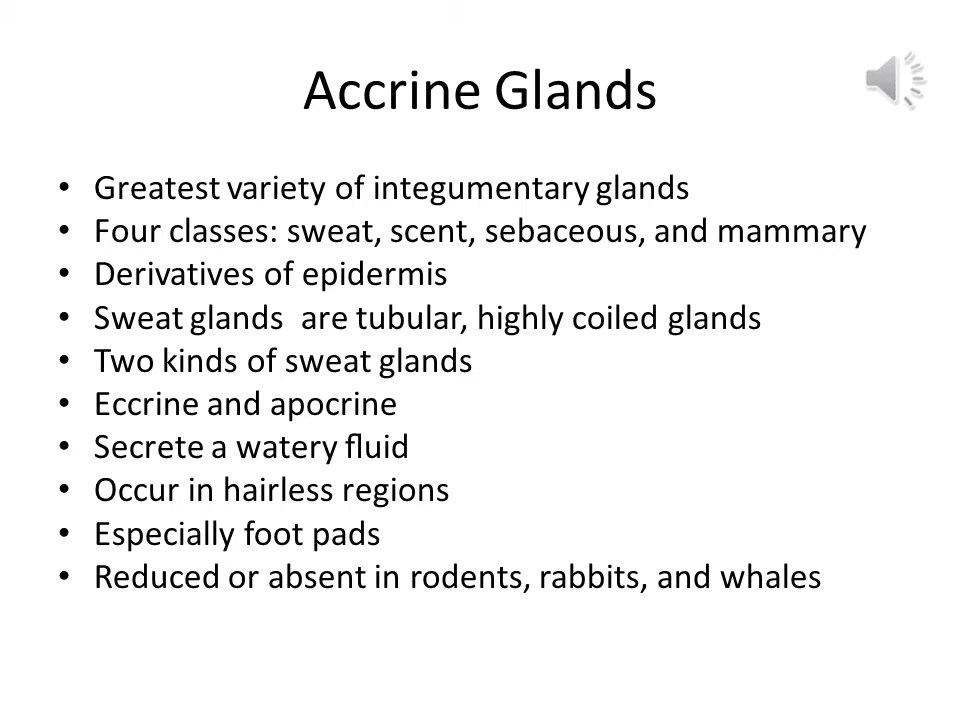 Accrine Glands
• Greatest variety of integumentary glands
• Four classes: sweat, scent, sebaceous, and mammary
• Derivatives of epidermis
• Sweat glands  are tubular, highly coiled glands
• Two kinds of sweat glands
• Eccrine and apocrine
• Secrete a watery fluid
• Occur in hairless regions
• Especially foot pads
• Reduced or absent in rodents, rabbits, and whales